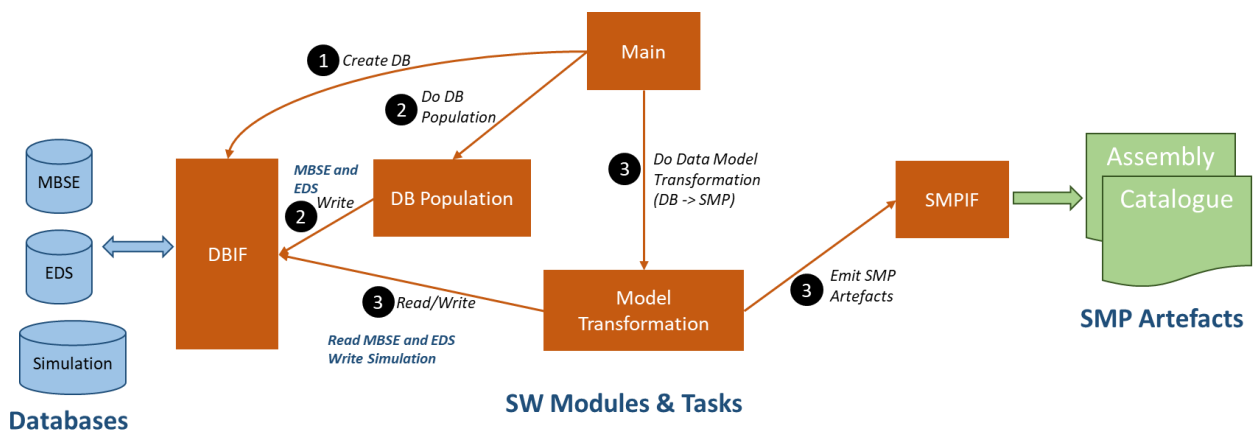 Main
1 Create DB
2 Do DB
Population
MBSE
EDS
Simulation
Databases
DBIF
MBSE and
EDS
2 Write
DB Population
3 Do Data Model
Transformation
(DB -> SMP)
3 Read/Write
Read MBSE and EDS
Write Simulation
Model
Transformation
3 Emit SMP
Artefacts
SMPIF
Assembly
Catalogue
SMP Artefacts
SW Modules & Tasks